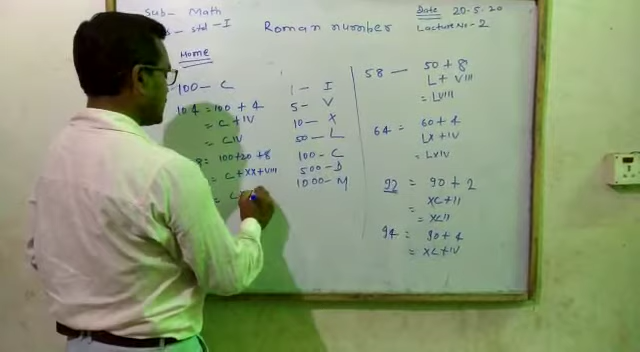 Sub- Math
s- std - I
Roman number
Date 20-5-20
Lecture No - 2
Home
100 - C
104 = 100 + 4
= C + IV
= CIV
8 = 100+20+8
= C+XX+VIII
= C
1 - I
5 - V
10 - X
50 - L
100 - C
500 - D
1000 - M
58 - 50 + 8
L + VIII
= LVIII
64 = 60 + 4
LX + IV
= LXIV
92 = 90 + 2
= XC+II
= XCII
94 = 90 + 4
= XC+IV